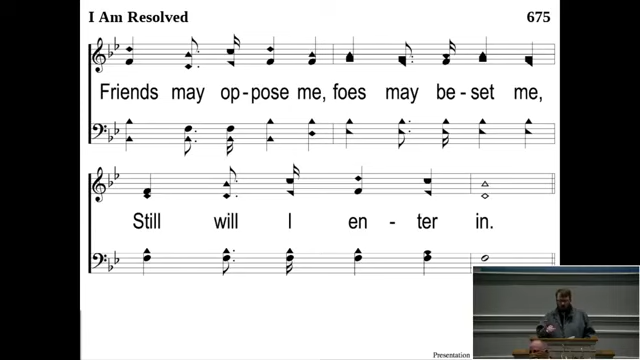 I Am Resolved 675
Friends may op-pose me, foes may be-set me,
Still will I en-ter in.
Presentation